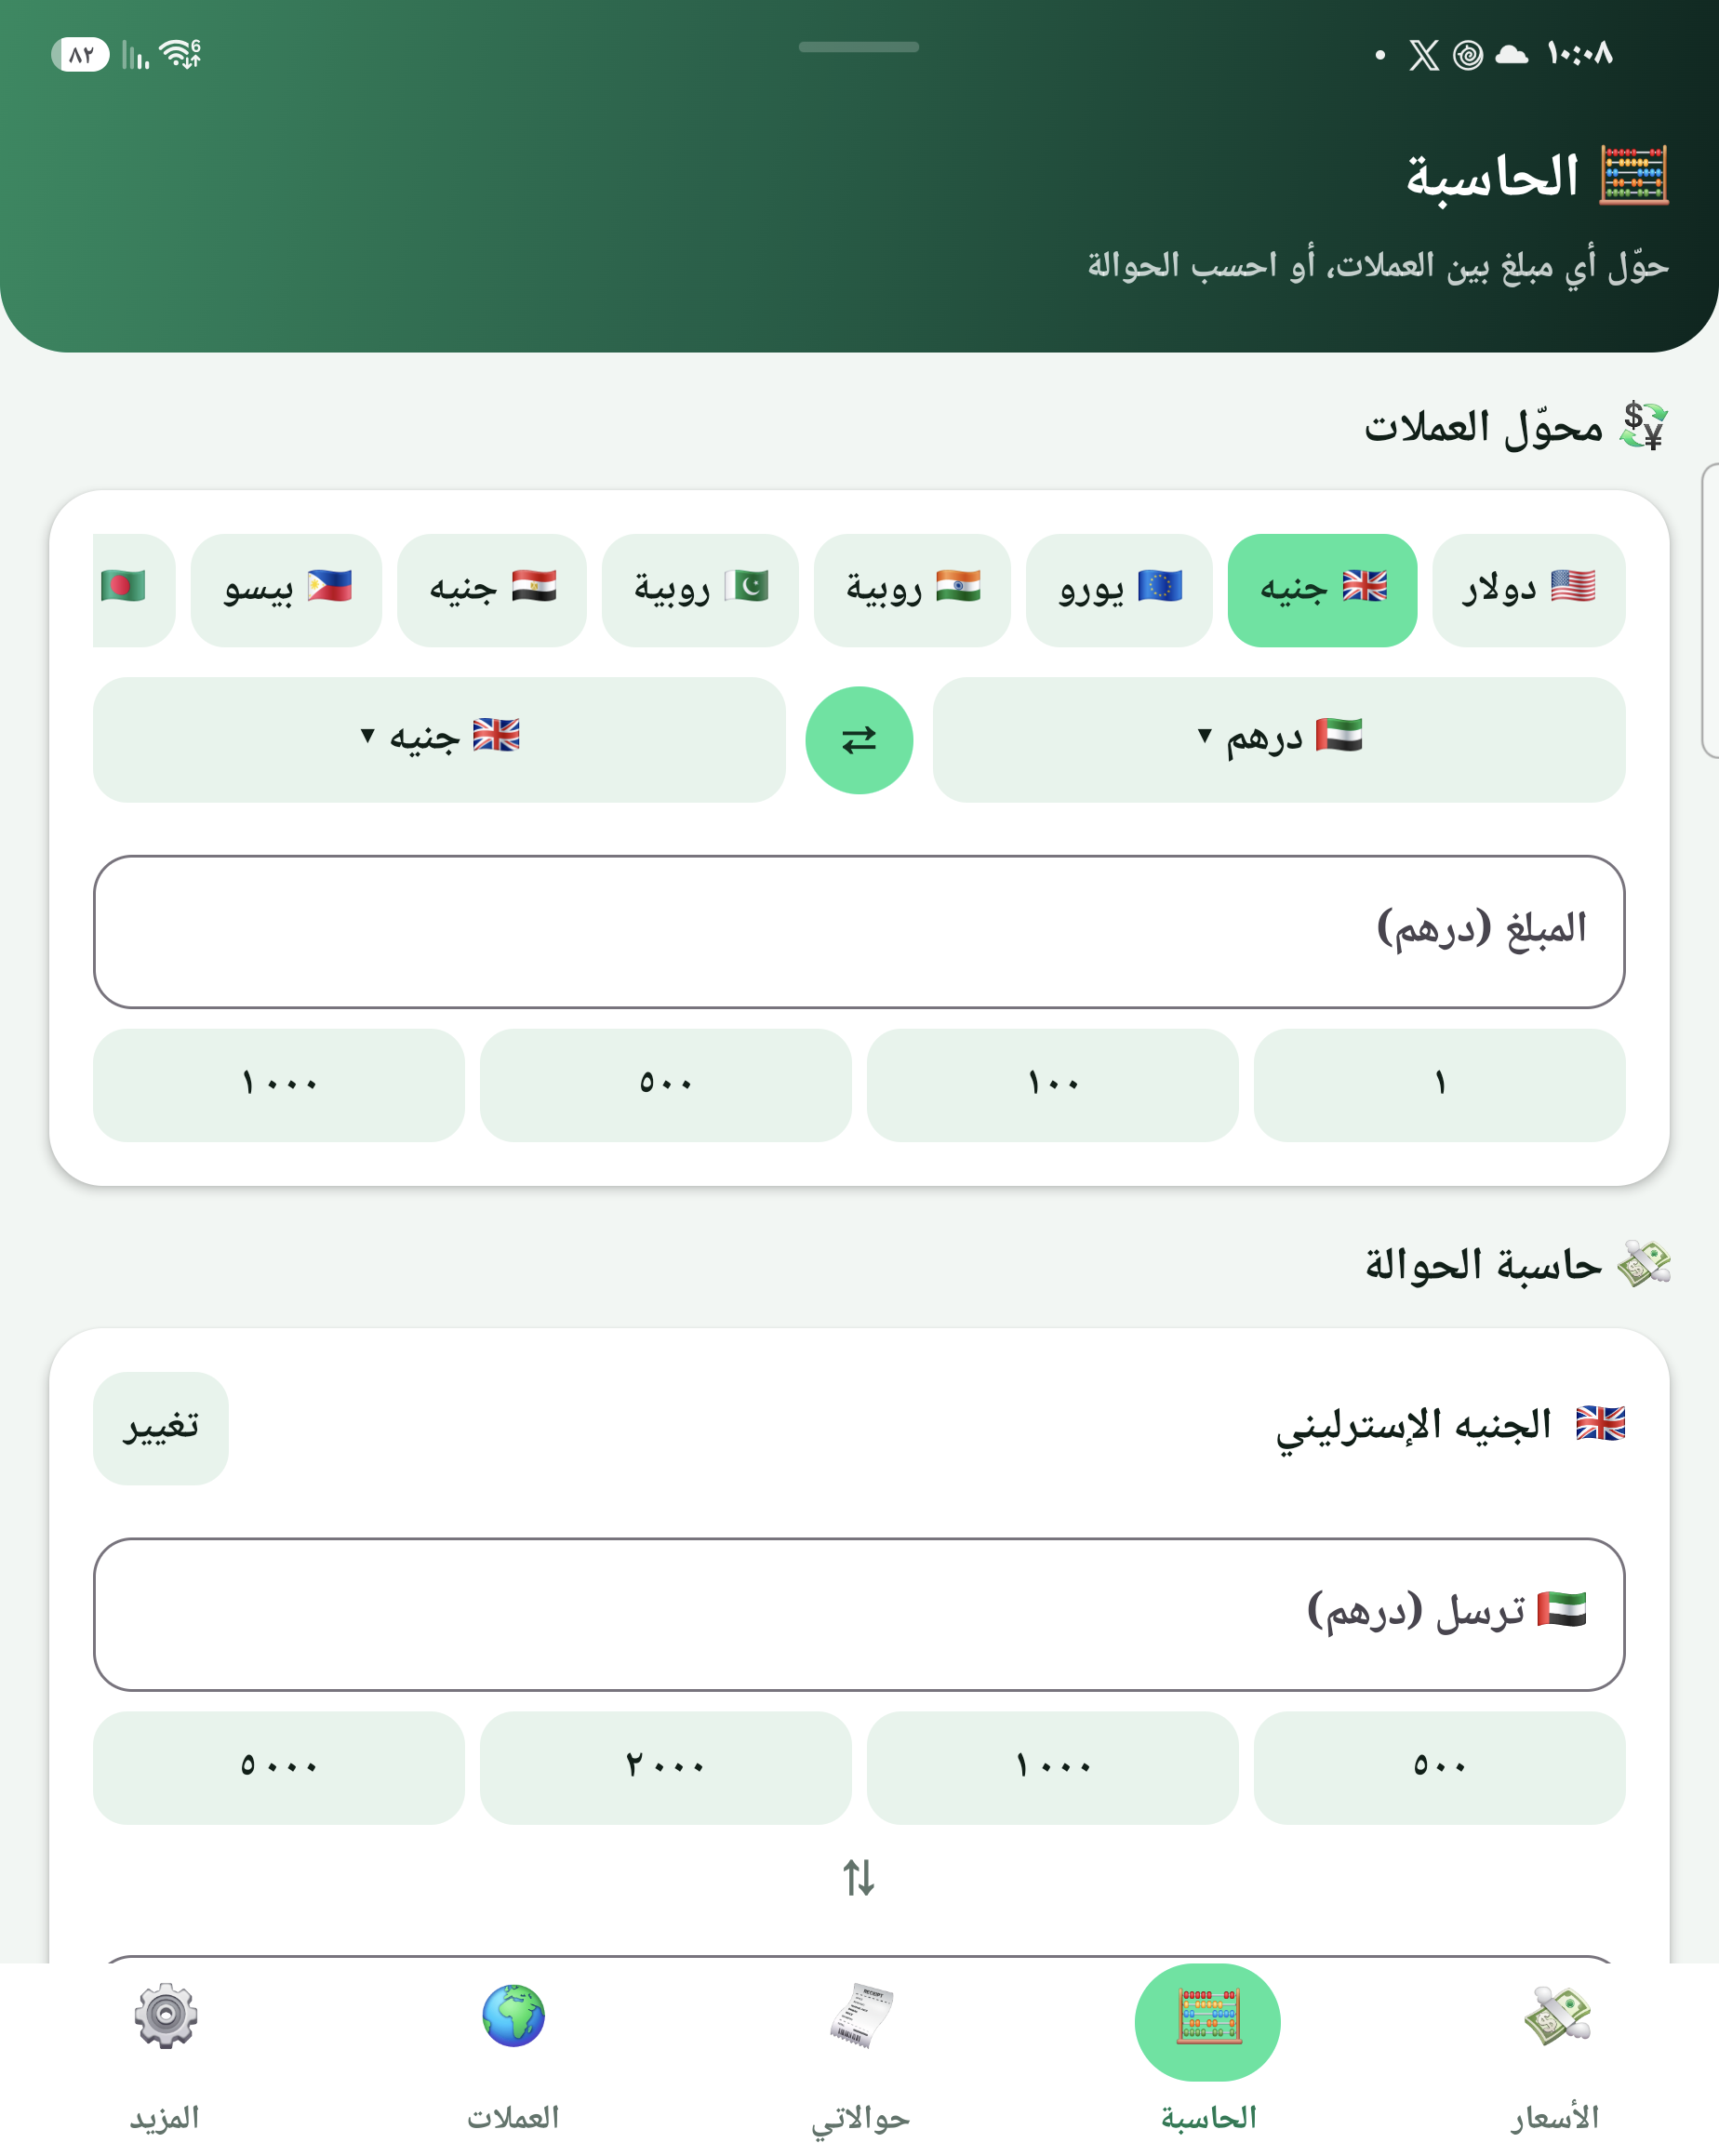 ١٠:٠٨
٨٢
6
الحاسبة
حوّل أي مبلغ بين العملات، أو احسب الحوالة
محوّل العملات
دولار
جنيه
يورو
روبية
روبية
جنيه
بيسو
درهم ▼
⇄
جنيه ▼
المبلغ (درهم)
١
١٠٠
٥٠٠
١٠٠٠
حاسبة الحوالة
الجنيه الإسترليني
تغيير
ترسل (درهم)
٥٠٠
١٠٠٠
٢٠٠٠
٥٠٠٠
⇅
الأسعار
الحاسبة
حوالاتي
العملات
المزيد